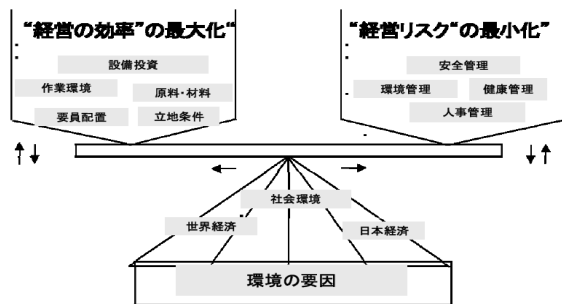 “経営の効率”の最大化“
“経営リスク“の最小化”
設備投資
作業環境
原料・材料
要員配置
立地条件
安全管理
環境管理
健康管理
人事管理
社会環境
世界経済
日本経済
環境の要因